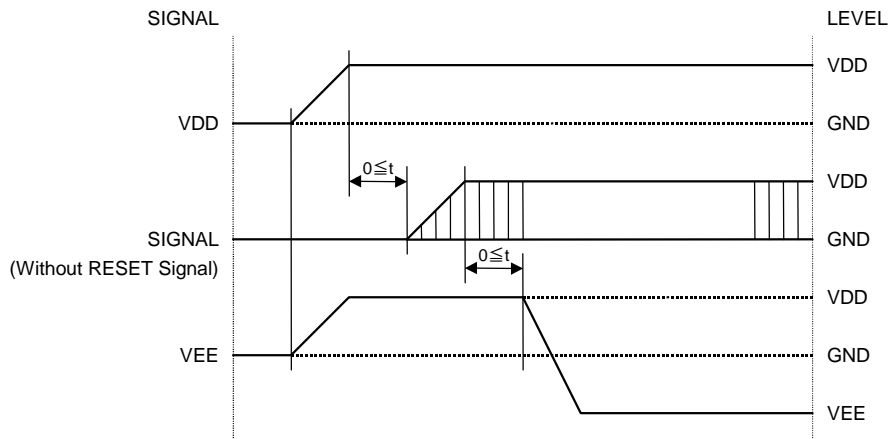 SIGNAL LEVEL
VDD
VDD GND
0≦t VDD
SIGNAL GND
(Without RESET Signal)
0≦t
VDD
VEE GND
VEE